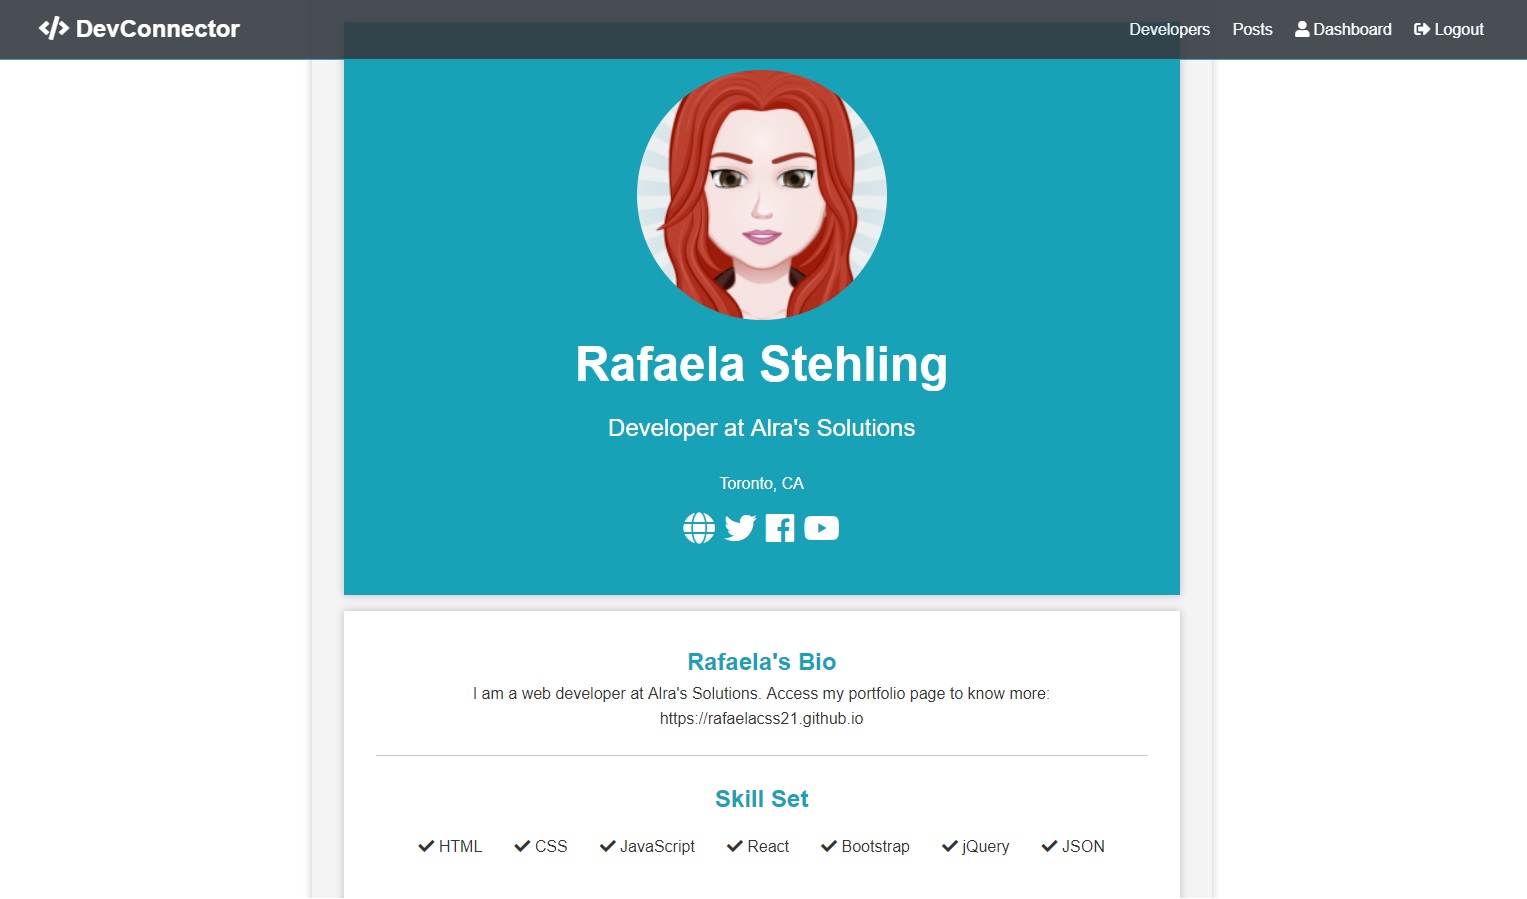 DevConnector
Developers Posts Dashboard Logout
Rafaela Stehling
Developer at Alra's Solutions
Toronto, CA
Rafaela's Bio
I am a web developer at Alra's Solutions. Access my portfolio page to know more:
https://rafaelacss21.github.io
Skill Set
HTML CSS JavaScript React Bootstrap jQuery JSON